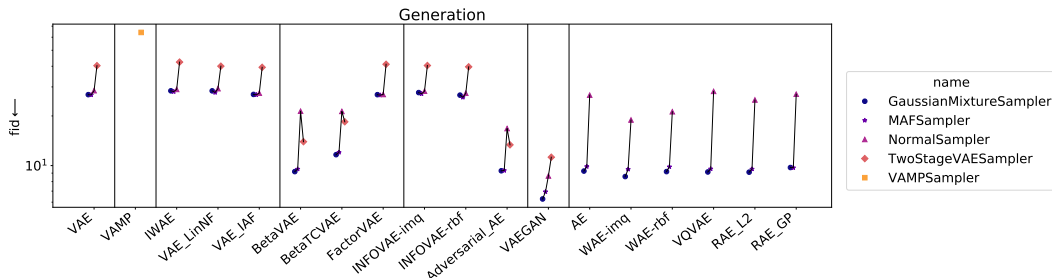 Generation
fid←
10¹
VAE
VAMP
IWAE
VAE_LinNF
VAE_IAF
BetaVAE
BetaTCVAE
FactorVAE
INFOVAE-imq
INFOVAE-rbf
Adversarial_AE
VAEGAN
AE
WAE-imq
WAE-rbf
VQVAE
RAE_L2
RAE_GP
name
GaussianMixtureSampler
MAFSampler
NormalSampler
TwoStageVAESampler
VAMPSampler